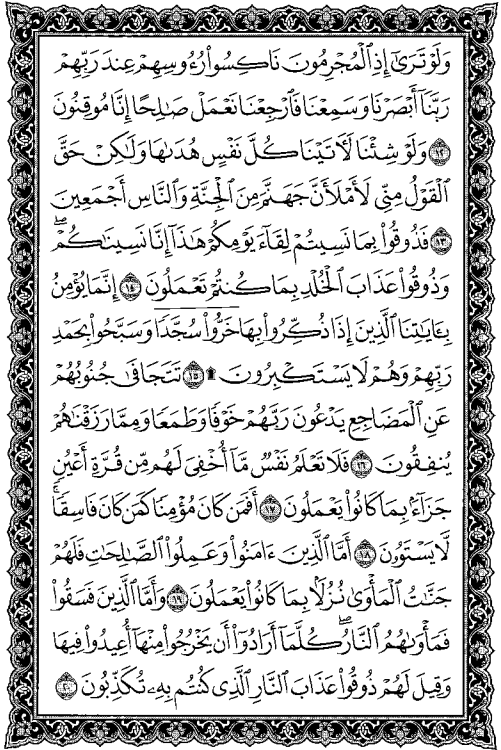 وَلَوْ تَرَىٰٓ إِذِ ٱلْمُجْرِمُونَ نَاكِسُوا۟ رُءُوسِهِمْ عِندَ رَبِّهِمْ
رَبَّنَآ أَبْصَرْنَا وَسَمِعْنَا فَٱرْجِعْنَا نَعْمَلْ صَٰلِحًا إِنَّا مُوقِنُونَ
١٢ وَلَوْ شِئْنَا لَءَاتَيْنَا كُلَّ نَفْسٍ هُدَىٰهَا وَلَٰكِنْ حَقَّ
ٱلْقَوْلُ مِنِّى لَأَمْلَأَنَّ جَهَنَّمَ مِنَ ٱلْجِنَّةِ وَٱلنَّاسِ أَجْمَعِينَ
١٣ فَذُوقُوا۟ بِمَا نَسِيتُمْ لِقَآءَ يَوْمِكُمْ هَٰذَآ إِنَّا نَسِينَٰكُمْ ۖ
وَذُوقُوا۟ عَذَابَ ٱلْخُلْدِ بِمَا كُنتُمْ تَعْمَلُونَ ١٤ إِنَّمَا يُؤْمِنُ
بِـَٔايَٰتِنَا ٱلَّذِينَ إِذَا ذُكِّرُوا۟ بِهَا خَرُّوا۟ سُجَّدًا وَسَبَّحُوا۟ بِحَمْدِ
رَبِّهِمْ وَهُمْ لَا يَسْتَكْبِرُونَ ۩ ١٥ تَتَجَافَىٰ جُنُوبُهُمْ
عَنِ ٱلْمَضَاجِعِ يَدْعُونَ رَبَّهُمْ خَوْفًا وَطَمَعًا وَمِمَّا رَزَقْنَٰهُمْ
يُنفِقُونَ ١٦ فَلَا تَعْلَمُ نَفْسٌ مَّآ أُخْفِىَ لَهُم مِّن قُرَّةِ أَعْيُنٍ
جَزَآءًۢ بِمَا كَانُوا۟ يَعْمَلُونَ ١٧ أَفَمَن كَانَ مُؤْمِنًا كَمَن كَانَ فَاسِقًا ۚ
لَّا يَسْتَوُۥنَ ١٨ أَمَّا ٱلَّذِينَ ءَامَنُوا۟ وَعَمِلُوا۟ ٱلصَّٰلِحَٰتِ فَلَهُمْ
جَنَّٰتُ ٱلْمَأْوَىٰ نُزُلًۢا بِمَا كَانُوا۟ يَعْمَلُونَ ١٩ وَأَمَّا ٱلَّذِينَ فَسَقُوا۟
فَمَأْوَىٰهُمُ ٱلنَّارُ ۖ كُلَّمَآ أَرَادُوٓا۟ أَن يَخْرُجُوا۟ مِنْهَآ أُعِيدُوا۟ فِيهَا
وَقِيلَ لَهُمْ ذُوقُوا۟ عَذَابَ ٱلنَّارِ ٱلَّذِى كُنتُم بِهِۦ تُكَذِّبُونَ ٢٠